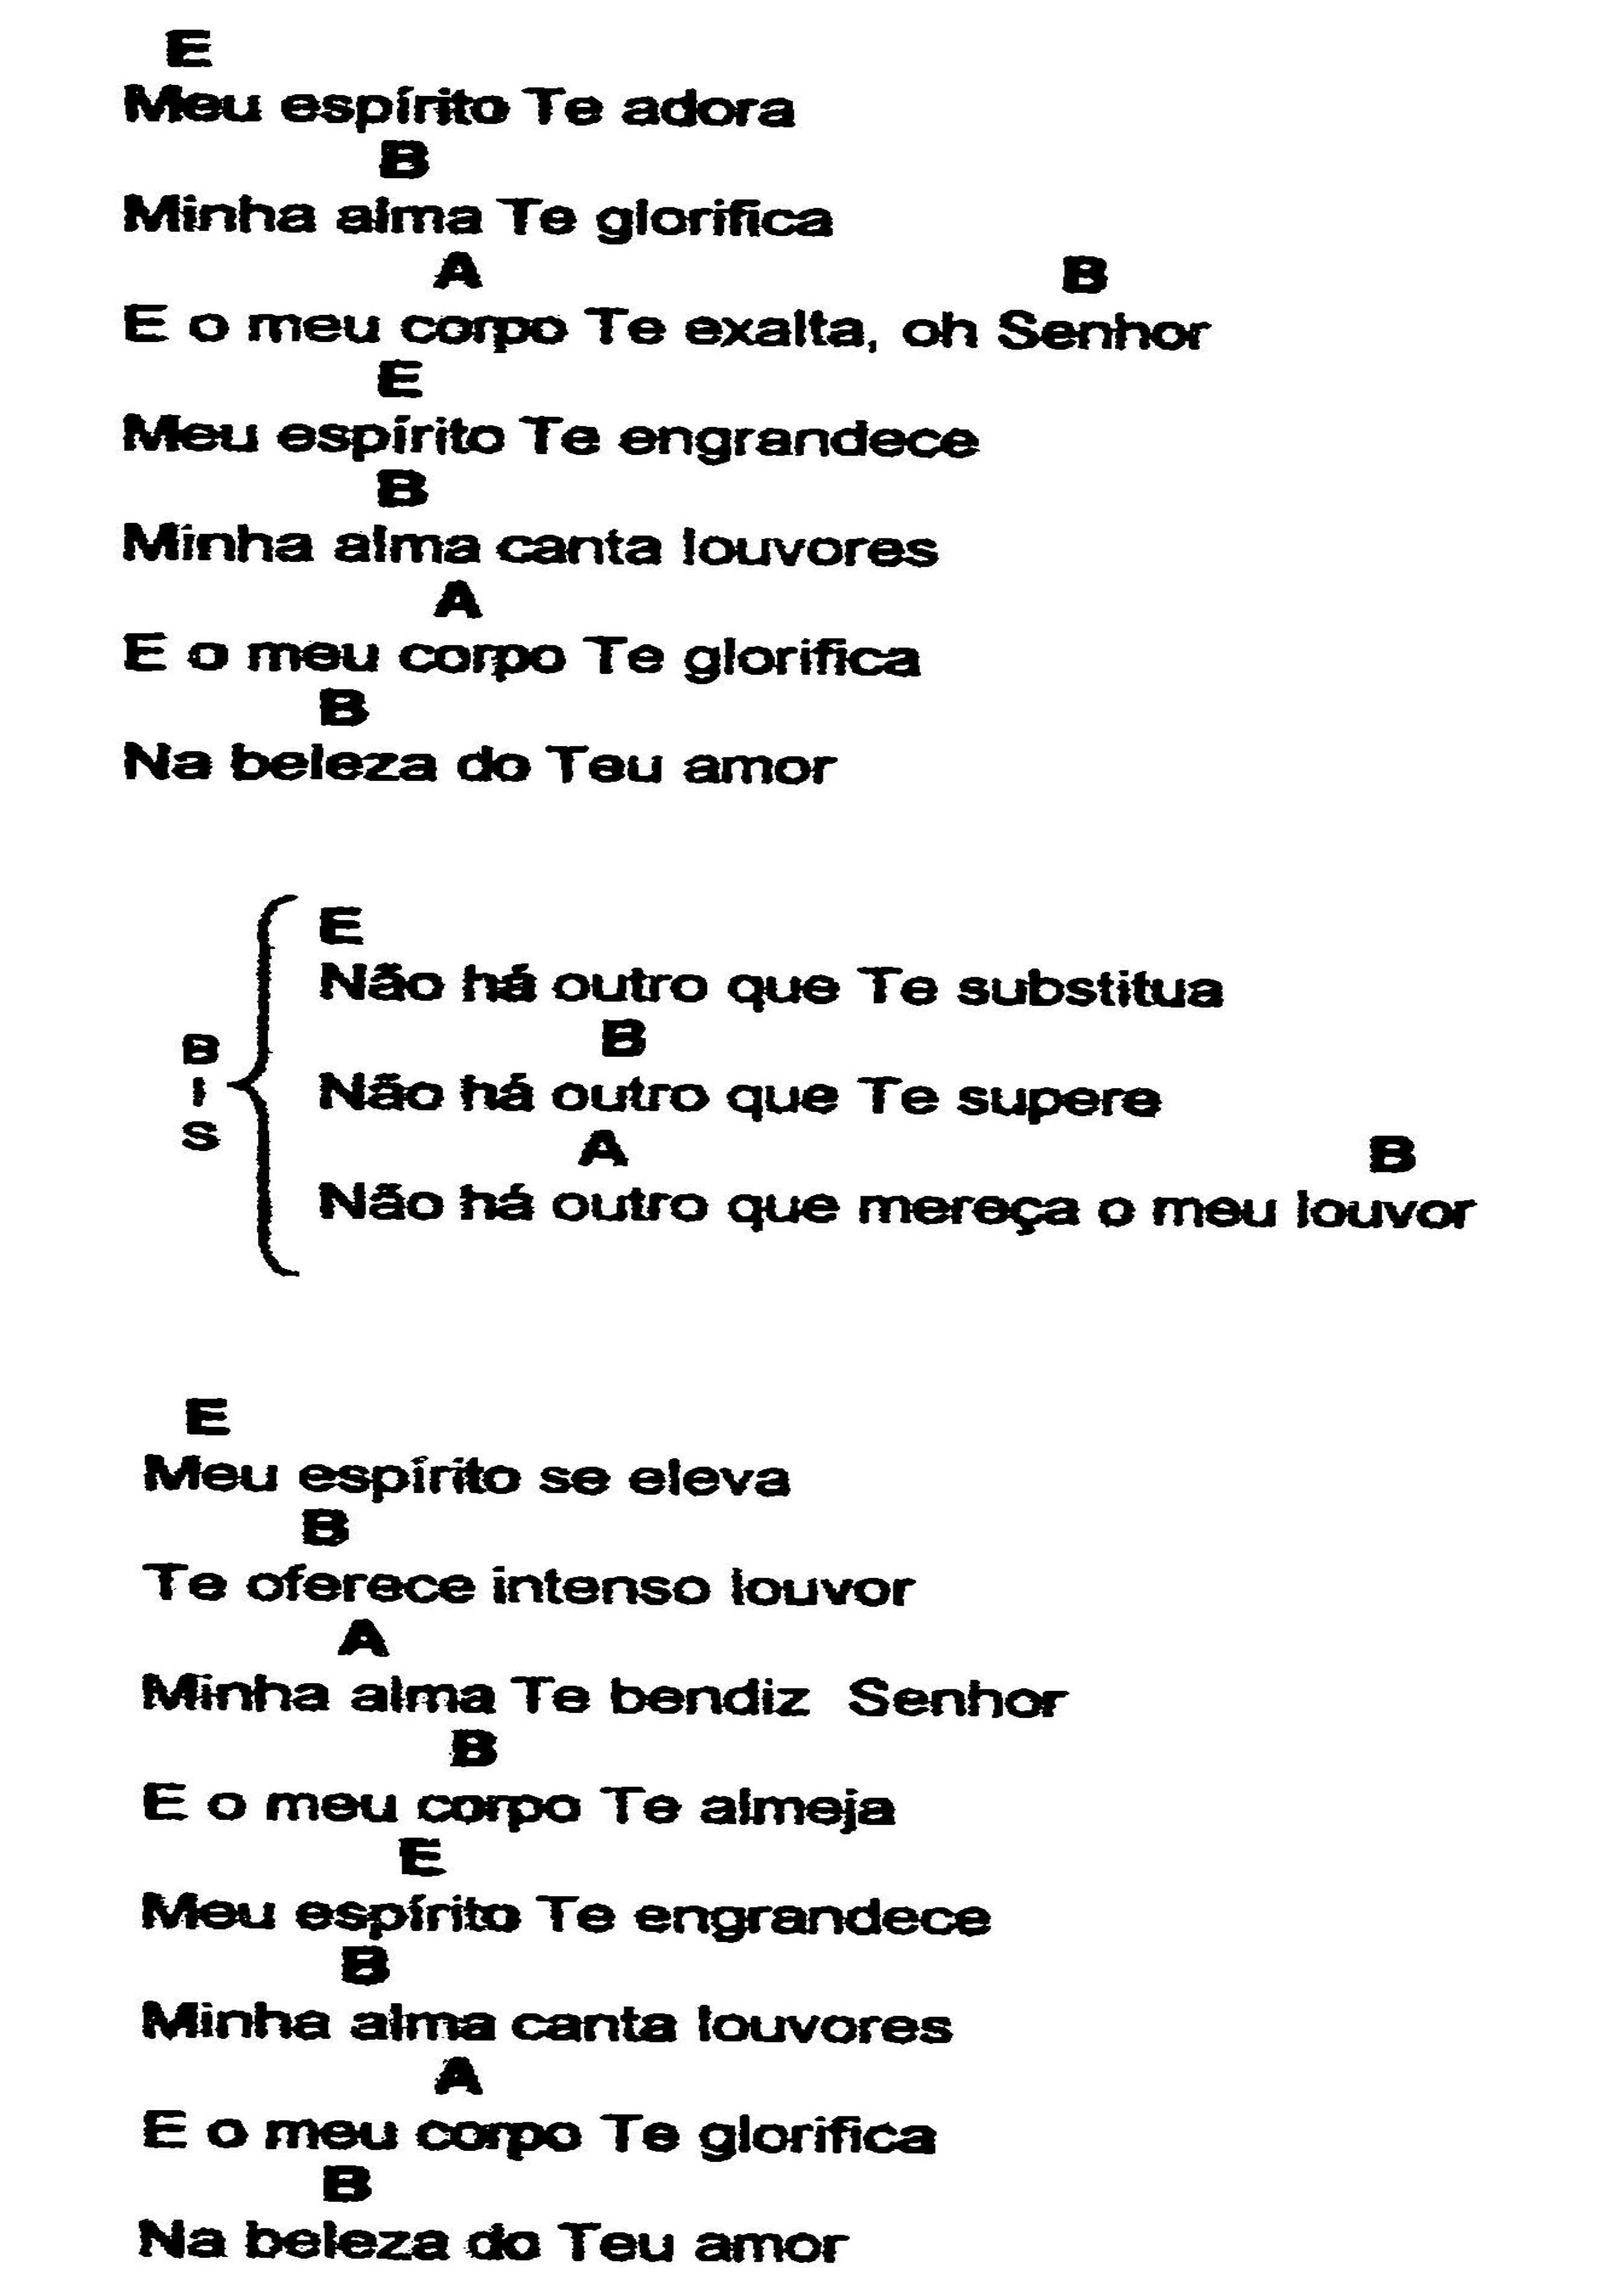 E
Meu espírito Te adora
B
Minha alma Te glorifica
A B
E o meu corpo Te exalta, oh Senhor
E
Meu espírito Te engrandece
B
Minha alma canta louvores
A
E o meu corpo Te glorifica
B
Na beleza do Teu amor
BIS
E
Não há outro que Te substitua
B
Não há outro que Te supere
A B
Não há outro que mereça o meu louvor
E
Meu espírito se eleva
B
Te oferece intenso louvor
A
Minha alma Te bendiz Senhor
B
E o meu corpo Te almeja
E
Meu espírito Te engrandece
B
Minha alma canta louvores
A
E o meu corpo Te glorifica
B
Na beleza do Teu amor